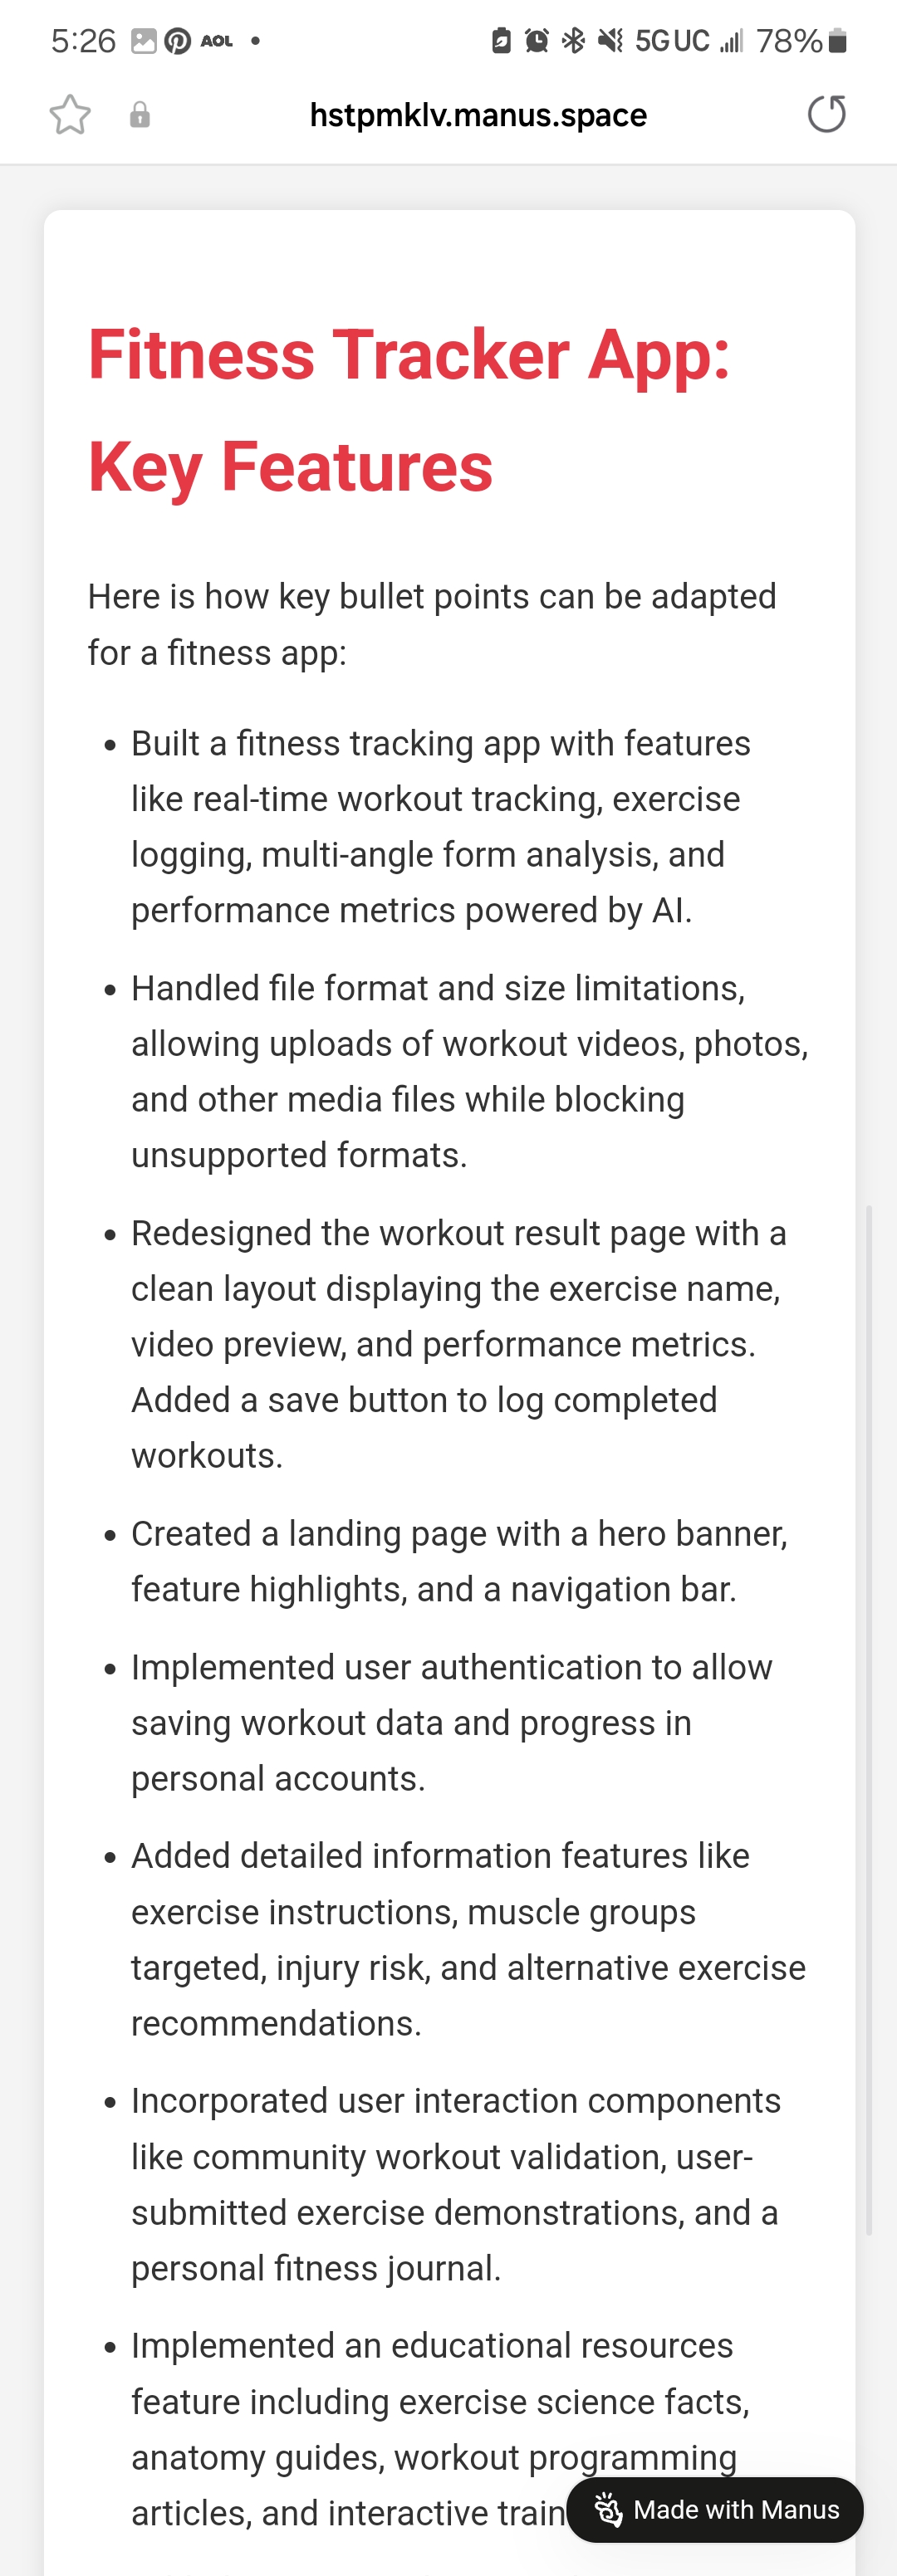 5:26 AOL 5G UC 78%
hstpmklv.manus.space
Fitness Tracker App:
Key Features
Here is how key bullet points can be adapted
for a fitness app:
• Built a fitness tracking app with features
like real-time workout tracking, exercise
logging, multi-angle form analysis, and
performance metrics powered by AI.
• Handled file format and size limitations,
allowing uploads of workout videos, photos,
and other media files while blocking
unsupported formats.
• Redesigned the workout result page with a
clean layout displaying the exercise name,
video preview, and performance metrics.
Added a save button to log completed
workouts.
• Created a landing page with a hero banner,
feature highlights, and a navigation bar.
• Implemented user authentication to allow
saving workout data and progress in
personal accounts.
• Added detailed information features like
exercise instructions, muscle groups
targeted, injury risk, and alternative exercise
recommendations.
• Incorporated user interaction components
like community workout validation, user-
submitted exercise demonstrations, and a
personal fitness journal.
• Implemented an educational resources
feature including exercise science facts,
anatomy guides, workout programming
articles, and interactive train
Made with Manus